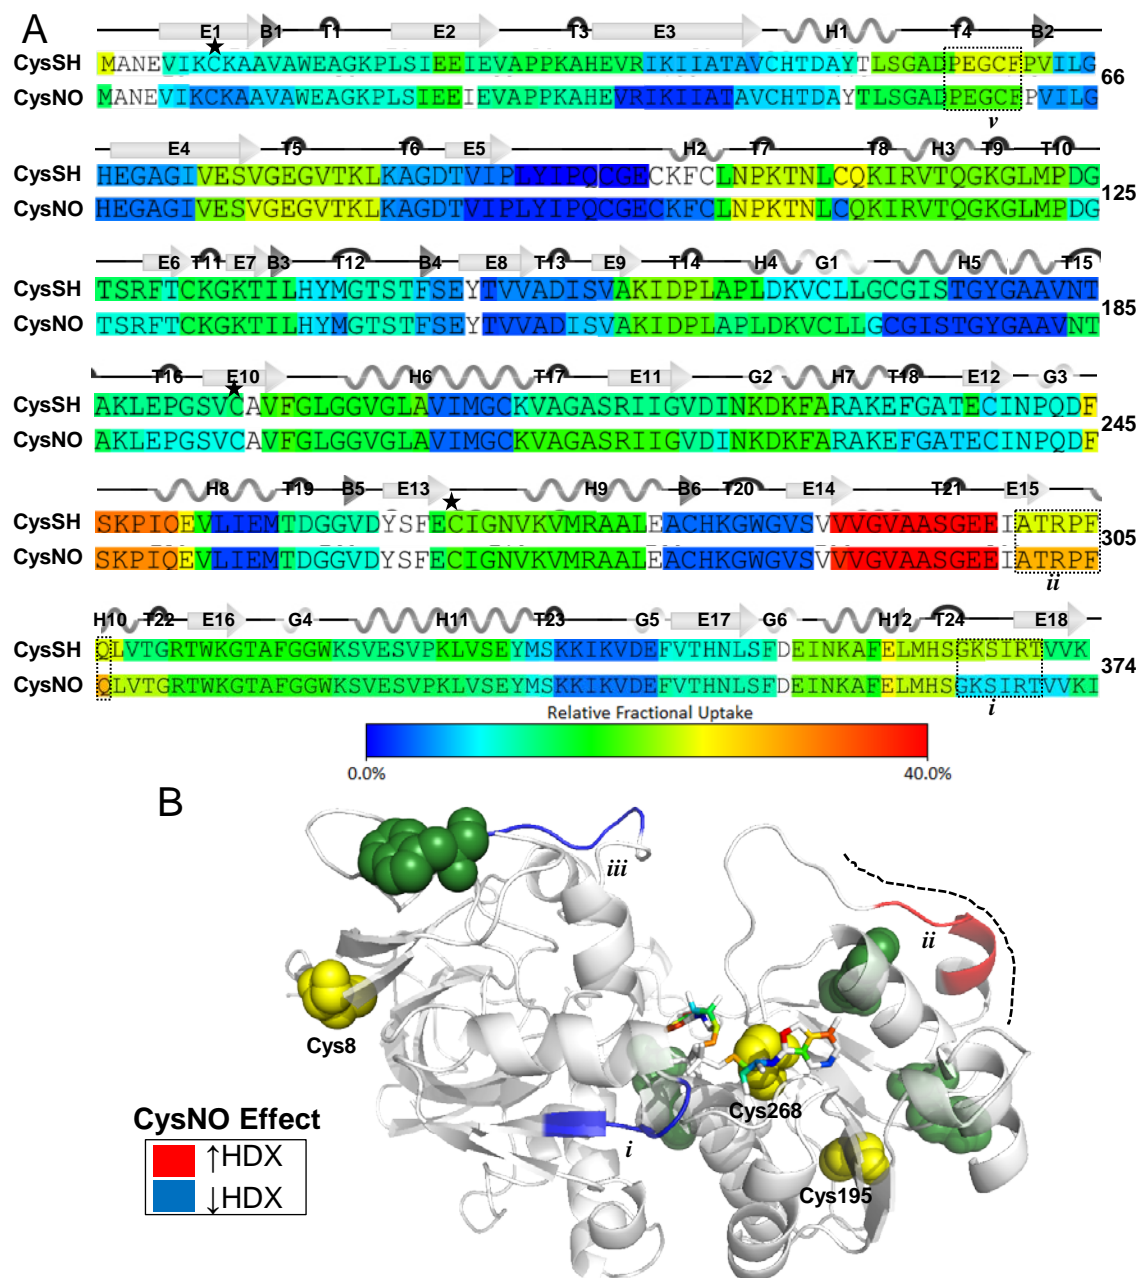 A
E1 B1 T1 E2 T3 E3 H1 T4 B2
CysSH MANEVIKCKAAVAWEAGKPLSIEEIEVAPPKAHEVRIKIIATAVCHTDAYTLSGADPEGCFPVILG
CysNO MANEVIKCKAAVAWEAGKPLSIEEIEVAPPKAHEVRIKIIATAVCHTDAYTLSGADPEGCFPVILG
66
v
E4 T5 T6 E5 H2 T7 T8 H3 T9 T10
CysSH HEGAGIVESVGEGVTKLKAGDTVIPLYIPQCGECKFCLNPKTNLCQKIRVTQGKGLMPDG
CysNO HEGAGIVESVGEGVTKLKAGDTVIPLYIPQCGECKFCLNPKTNLCQKIRVTQGKGLMPDG
125
E6 T11 E7 B3 T12 B4 E8 T13 E9 T14 H4 G1 H5 T15
CysSH TSRFTCKGKTILHYMGTSTFSEYTVVADISVAKIDPLAPLDKVCLLGCGISTGYGAAVNT
CysNO TSRFTCKGKTILHYMGTSTFSEYTVVADISVAKIDPLAPLDKVCLLGCGISTGYGAAVNT
185
T16 E10 H6 T17 E11 G2 H7 T18 E12 G3
CysSH AKLEPGSVCAVFGLGGVGLAVIMGCKVAGASRIIGVDINKDKFARAKEFGATECINPQDF
CysNO AKLEPGSVCAVFGLGGVGLAVIMGCKVAGASRIIGVDINKDKFARAKEFGATECINPQDF
245
H8 T19 B5 E13 H9 B6 T20 E14 T21 E15
CysSH SKPIQEVLIEMTDGGVDYSFECIGNVKVMRAALEACHKGWGVSVVVGVAASGEEIATRPF
CysNO SKPIQEVLIEMTDGGVDYSFECIGNVKVMRAALEACHKGWGVSVVVGVAASGEEIATRPF
305
ii
H10 T22 E16 G4 H11 T23 G5 E17 G6 H12 T24 E18
CysSH QLVTGRTWKGTAFGGWKSVESVPKLVSEYMSKKIKVDEFVTHNLSFDEINKAFELMHSGKSIRTVVK
CysNO QLVTGRTWKGTAFGGWKSVESVPKLVSEYMSKKIKVDEFVTHNLSFDEINKAFELMHSGKSIRTVVKI
374
i
Relative Fractional Uptake
0.0% 40.0%
B
iii
ii
Cys8
Cys268
i
Cys195
CysNO Effect
↑HDX
↓HDX